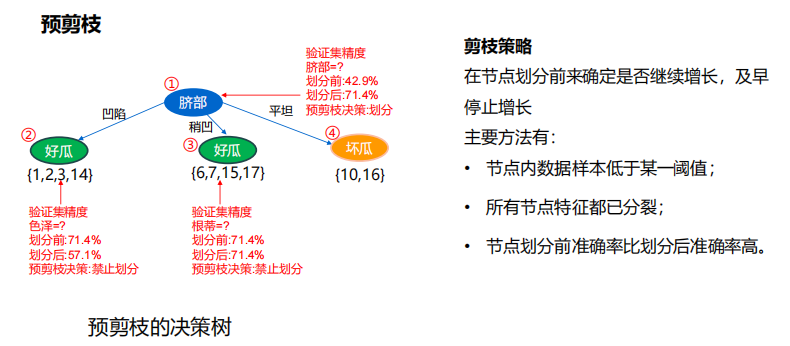 预剪枝
①
脐部
验证集精度
脐部=?
划分前:42.9%
划分后:71.4%
预剪枝决策:划分
凹陷
稍凹
平坦
②
好瓜
{1,2,3,14}
③
好瓜
{6,7,15,17}
④
坏瓜
{10,16}
验证集精度
色泽=?
划分前:71.4%
划分后:57.1%
预剪枝决策:禁止划分
验证集精度
根蒂=?
划分前:71.4%
划分后:71.4%
预剪枝决策:禁止划分
预剪枝的决策树
剪枝策略
在节点划分前来确定是否继续增长，及早
停止增长
主要方法有：
• 节点内数据样本低于某一阈值；
• 所有节点特征都已分裂；
• 节点划分前准确率比划分后准确率高。